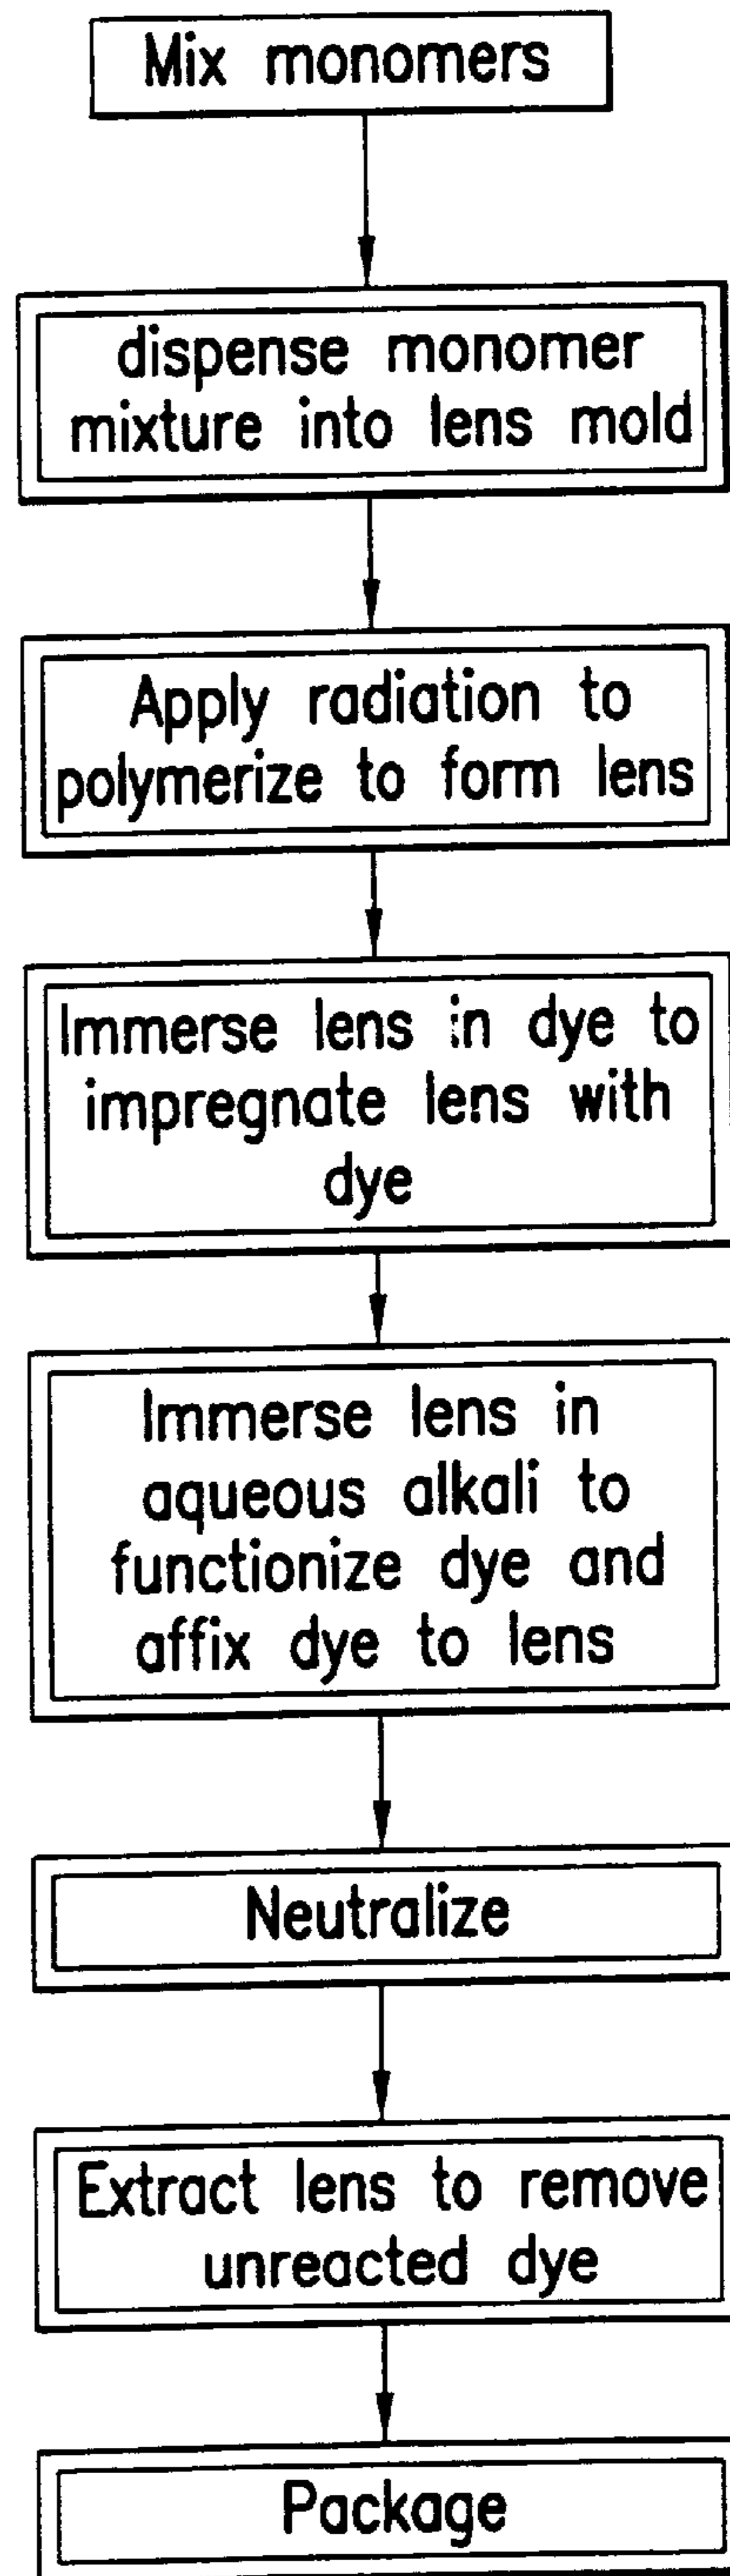 Mix monomers
dispense monomer
mixture into lens mold
Apply radiation to
polymerize to form lens
Immerse lens in dye to
impregnate lens with
dye
Immerse lens in
aqueous alkali to
functionize dye and
affix dye to lens
Neutralize
Extract lens to remove
unreacted dye
Package